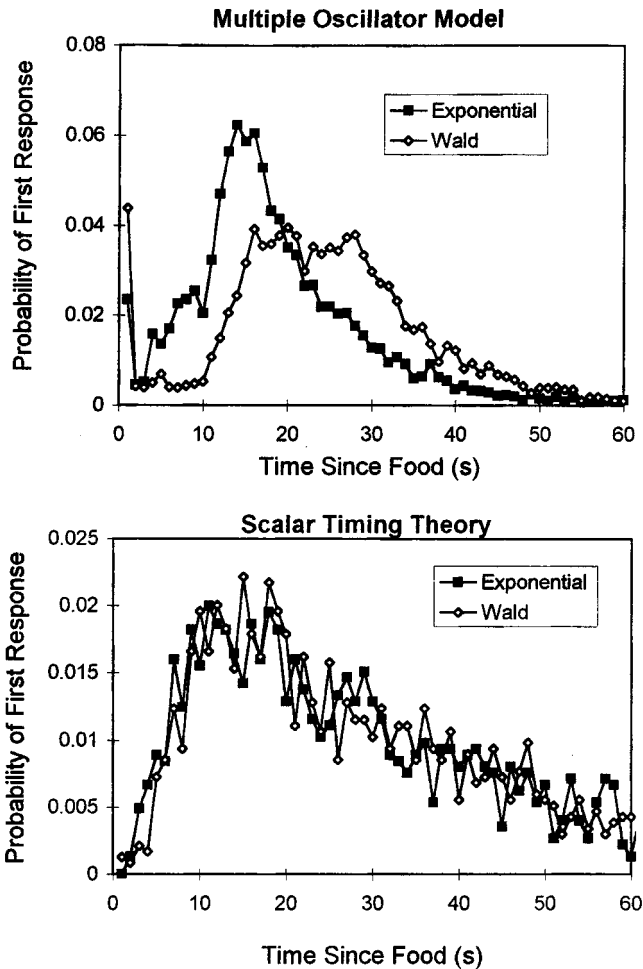 Multiple Oscillator Model
0.08
0.06
0.04
0.02
0
Probability of First Response
Exponential
Wald
0 10 20 30 40 50 60
Time Since Food (s)
Scalar Timing Theory
0.025
0.02
0.015
0.01
0.005
0
Probability of First Response
Exponential
Wald
0 10 20 30 40 50 60
Time Since Food (s)